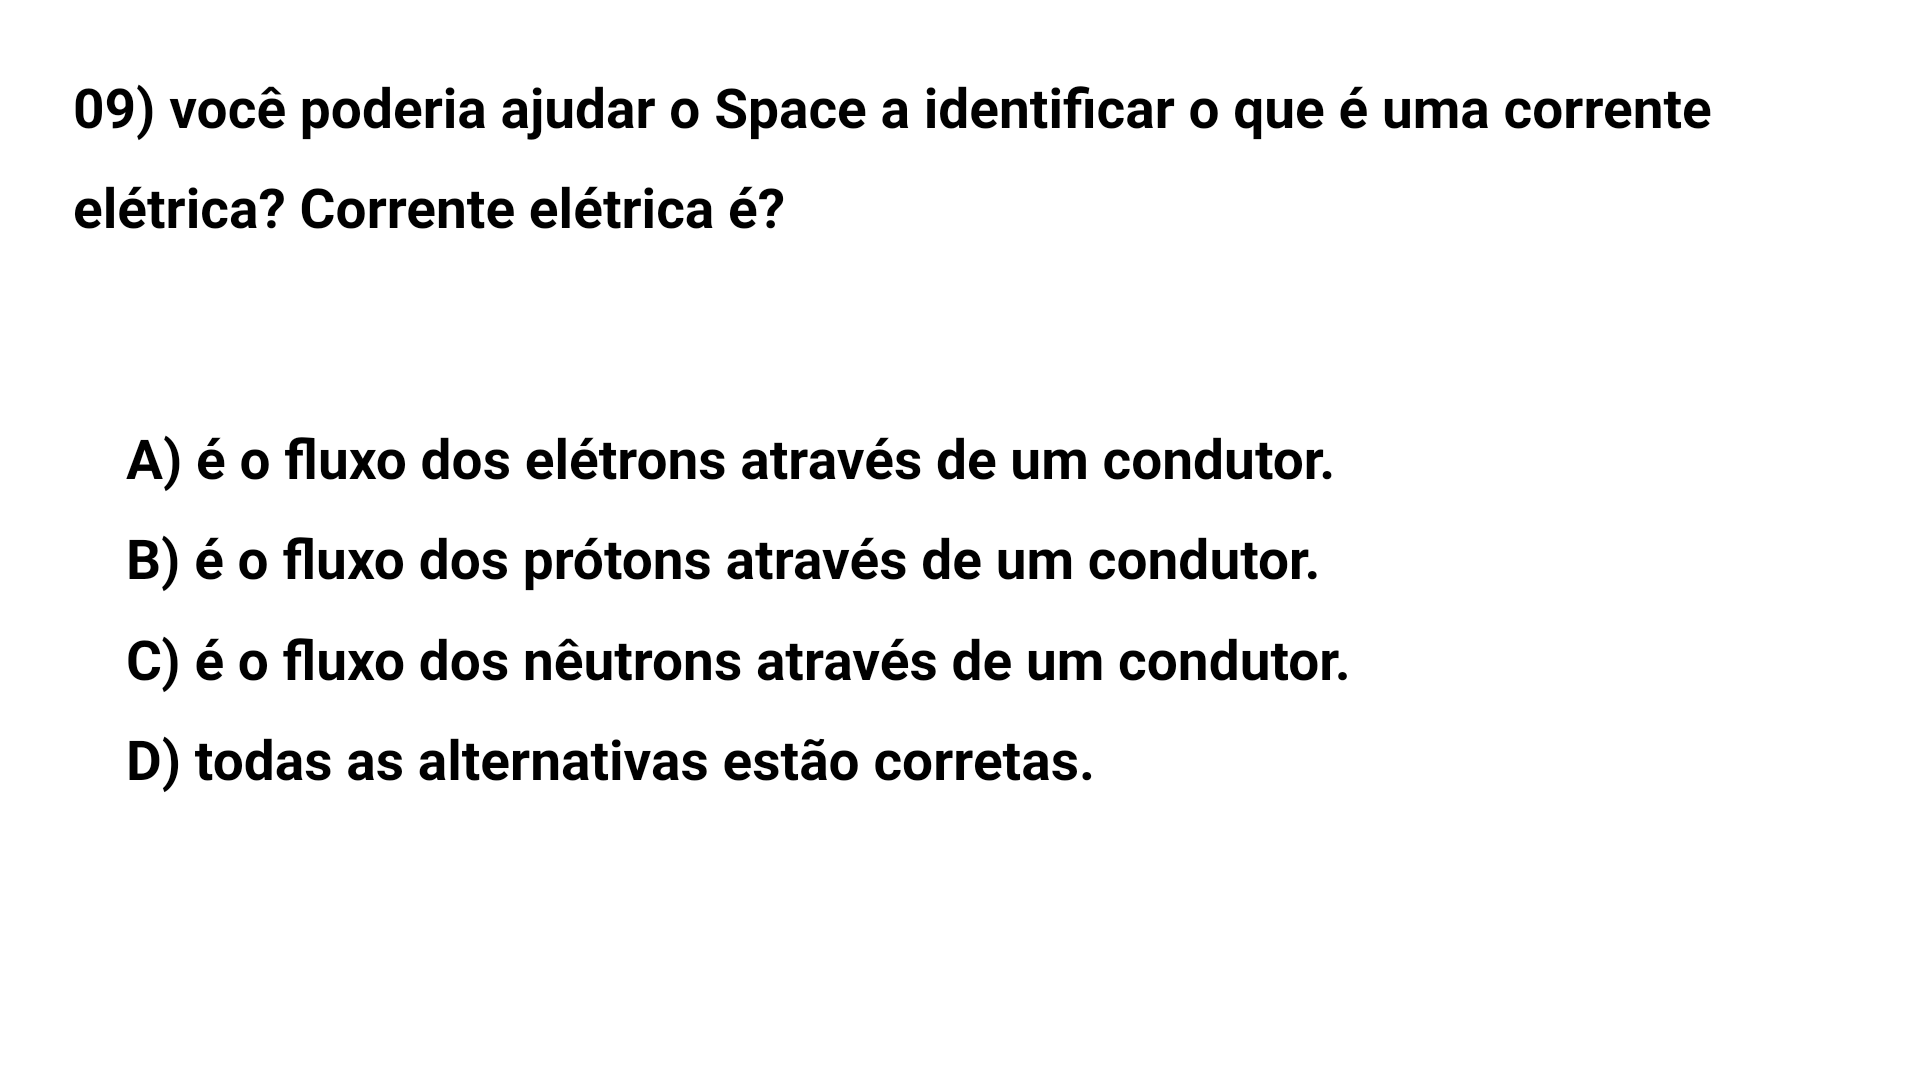 09) você poderia ajudar o Space a identificar o que é uma corrente
elétrica? Corrente elétrica é?
A) é o fluxo dos elétrons através de um condutor.
B) é o fluxo dos prótons através de um condutor.
C) é o fluxo dos nêutrons através de um condutor.
D) todas as alternativas estão corretas.